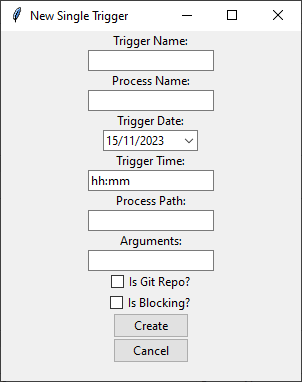 New Single Trigger
Trigger Name:
Process Name:
Trigger Date:
15/11/2023
Trigger Time:
hh:mm
Process Path:
Arguments:
Is Git Repo?
Is Blocking?
Create
Cancel